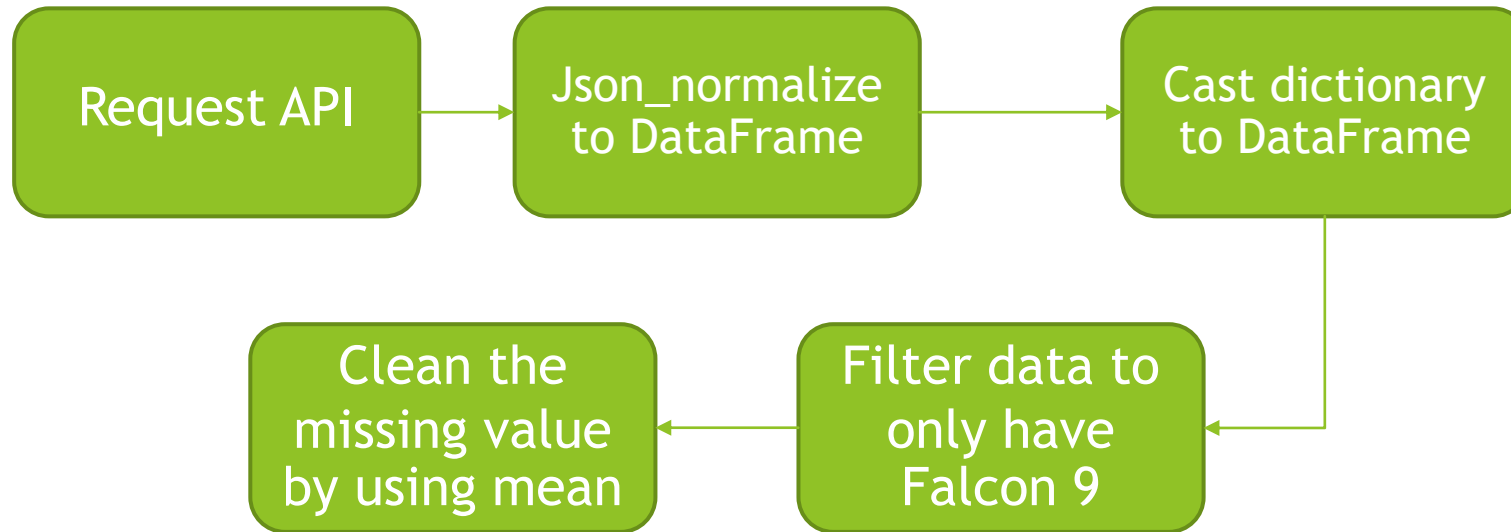 Request API
Json_normalize
to DataFrame
Cast dictionary
to DataFrame
Filter data to
only have
Falcon 9
Clean the
missing value
by using mean